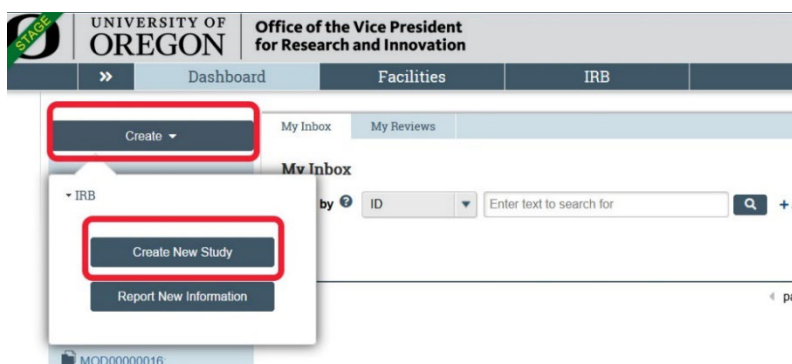 STAGE
UNIVERSITY OF
OREGON
Office of the Vice President
for Research and Innovation
» Dashboard Facilities IRB
Create
My Inbox My Reviews
My Inbox
IRB
by ? ID Enter text to search for
Create New Study
Report New Information
MOD00000016: